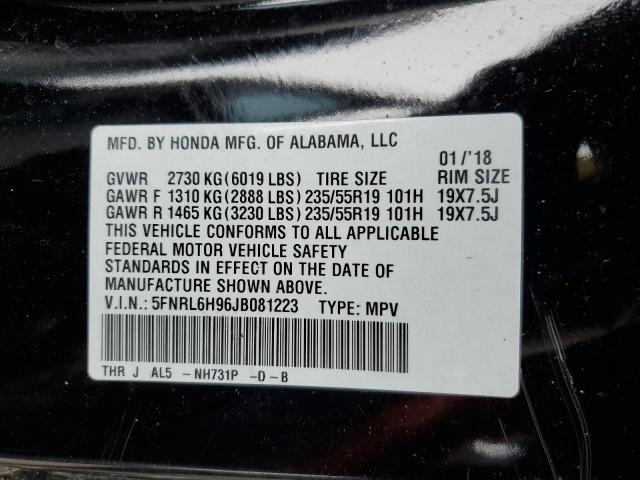 MFD. BY HONDA MFG. OF ALABAMA, LLC
01/'18
GVWR 2730 KG(6019 LBS) TIRE SIZE RIM SIZE
GAWR F 1310 KG(2888 LBS) 235/55R19 101H 19X7.5J
GAWR R 1465 KG(3230 LBS) 235/55R19 101H 19X7.5J
THIS VEHICLE CONFORMS TO ALL APPLICABLE
FEDERAL MOTOR VEHICLE SAFETY
STANDARDS IN EFFECT ON THE DATE OF
MANUFACTURE SHOWN ABOVE.
V.I.N.: 5FNRL6H96JB081223 TYPE: MPV
THR J AL5 -NH731P -D-B